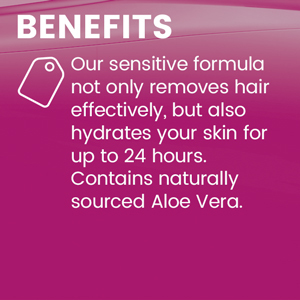 BENEFITS
Our sensitive formula
not only removes hair
effectively, but also
hydrates your skin for
up to 24 hours.
Contains naturally
sourced Aloe Vera.